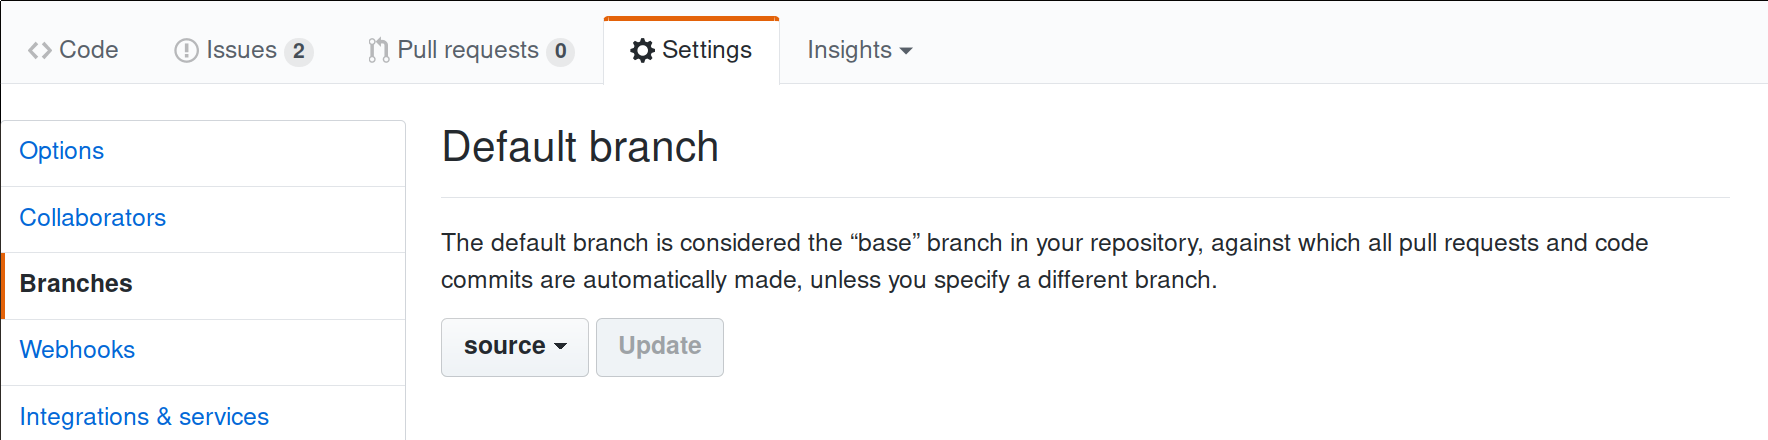 Code Issues 2 Pull requests 0 Settings Insights
Options
Collaborators
Branches
Webhooks
Integrations & services
Default branch
The default branch is considered the “base” branch in your repository, against which all pull requests and code
commits are automatically made, unless you specify a different branch.
source Update